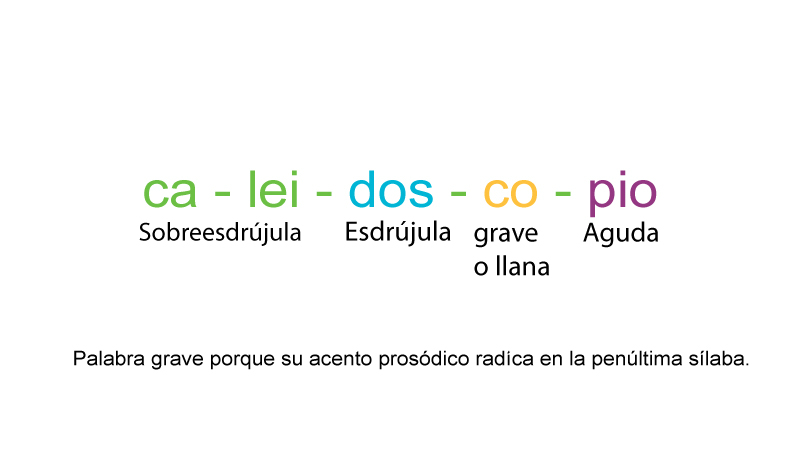 ca - lei - dos - co - pio
Sobreesdrújula Esdrújula grave Aguda
o llana
Palabra grave porque su acento prosódico radica en la penúltima sílaba.